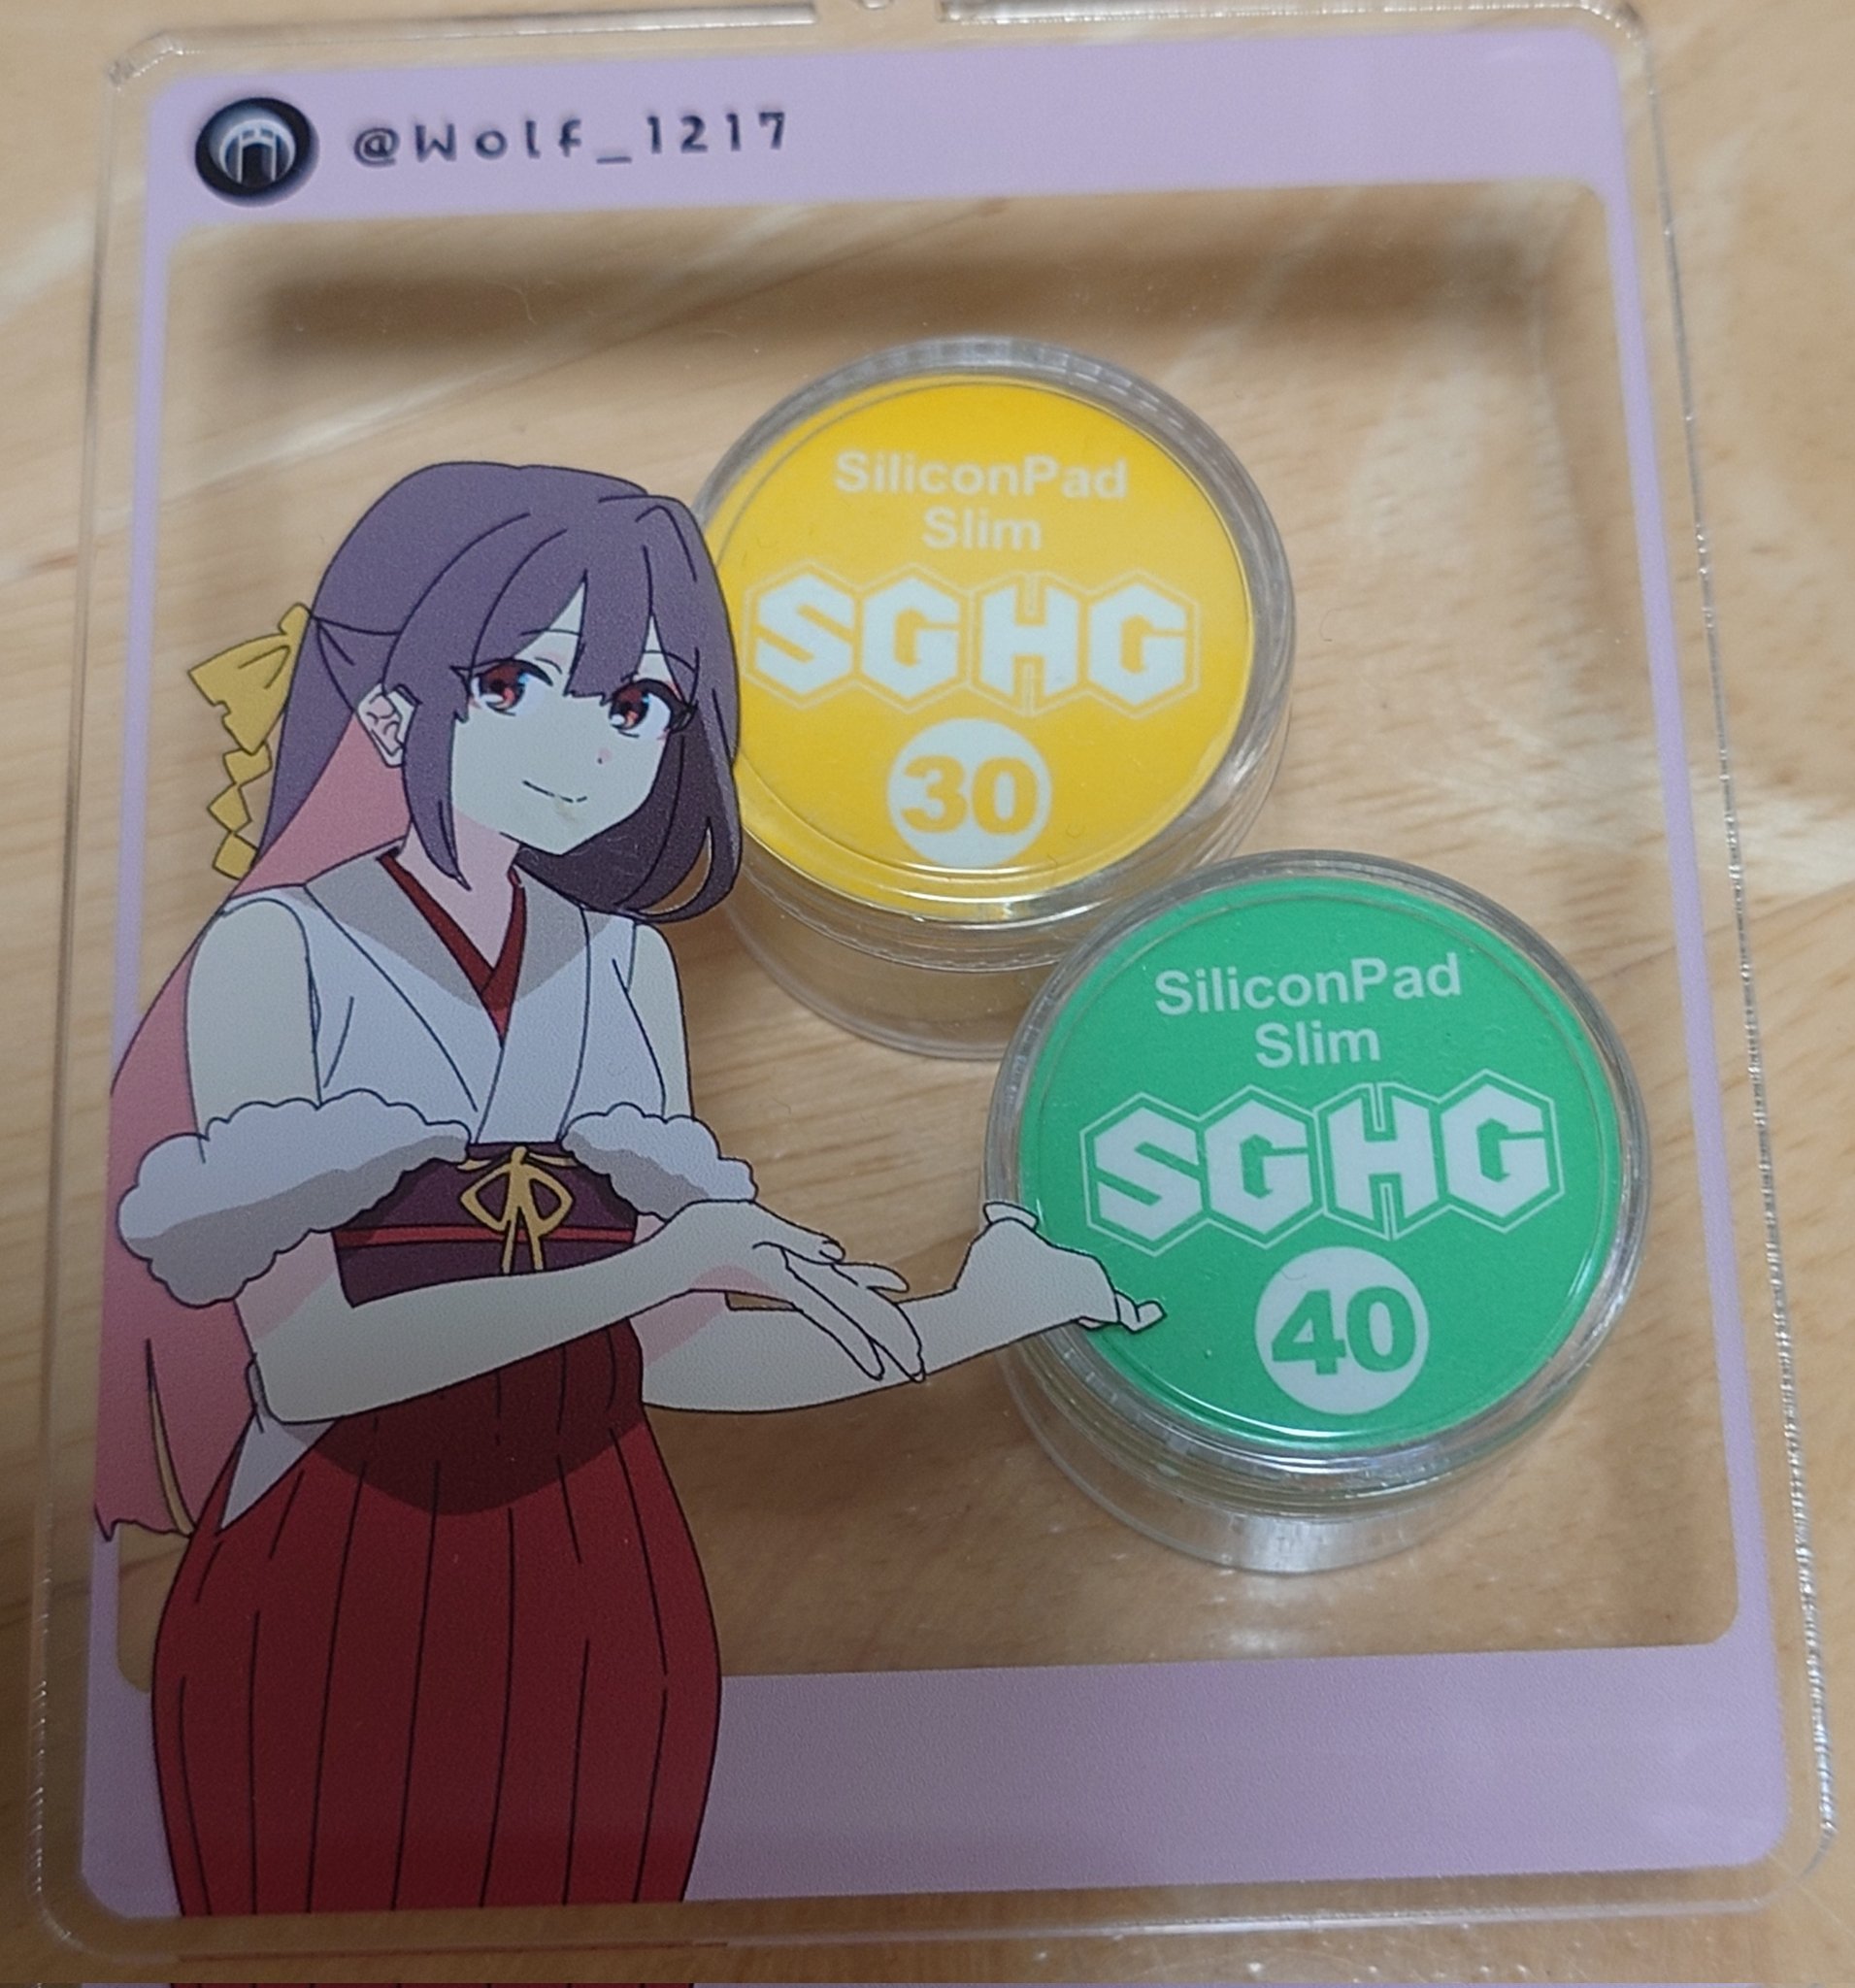 @Wolf_1217
SiliconPad
Slim
SGHG
30
SiliconPad
Slim
SGHG
40